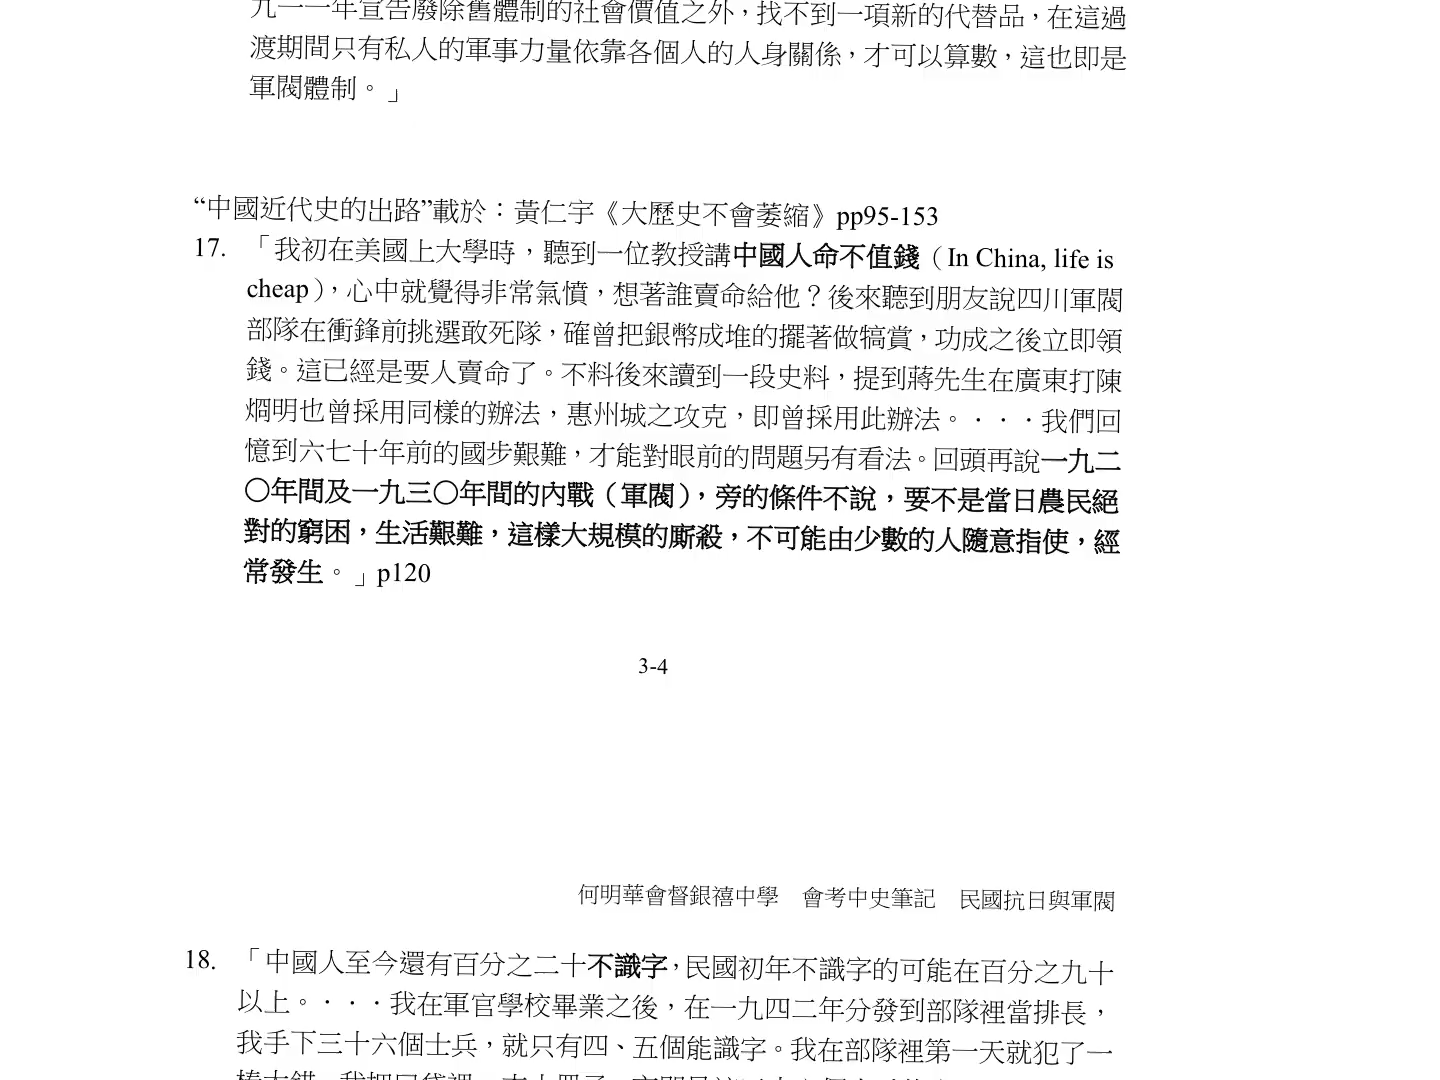 九一一年宣告廢除舊體制的社會價值之外，找不到一項新的代替品，在這過
渡期間只有私人的軍事力量依靠各個人的人身關係，才可以算數，這也即是
軍閥體制。」
“中國近代史的出路”載於：黃仁宇《大歷史不會萎縮》pp95-153
17. 「我初在美國上大學時，聽到一位教授講中國人命不值錢（In China, life is
cheap），心中就覺得非常氣憤，想著誰賣命給他？後來聽到朋友說四川軍閥
部隊在衝鋒前挑選敢死隊，確曾把銀幣成堆的擺著做犒賞，功成之後立即領
錢。這已經是要人賣命了。不料後來讀到一段史料，提到蔣先生在廣東打陳
烱明也曾採用同樣的辦法，惠州城之攻克，即曾採用此辦法。．．．我們回
憶到六七十年前的國步艱難，才能對眼前的問題另有看法。回頭再說一九二
〇年間及一九三〇年間的內戰（軍閥），旁的條件不說，要不是當日農民絕
對的窮困，生活艱難，這樣大規模的廝殺，不可能由少數的人隨意指使，經
常發生。」p120
3-4
何明華會督銀禧中學　會考中史筆記　民國抗日與軍閥
18. 「中國人至今還有百分之二十不識字，民國初年不識字的可能在百分之九十
以上。．．．我在軍官學校畢業之後，在一九四二年分發到部隊裡當排長，
我手下三十六個士兵，就只有四、五個能識字。我在部隊裡第一天就犯了一